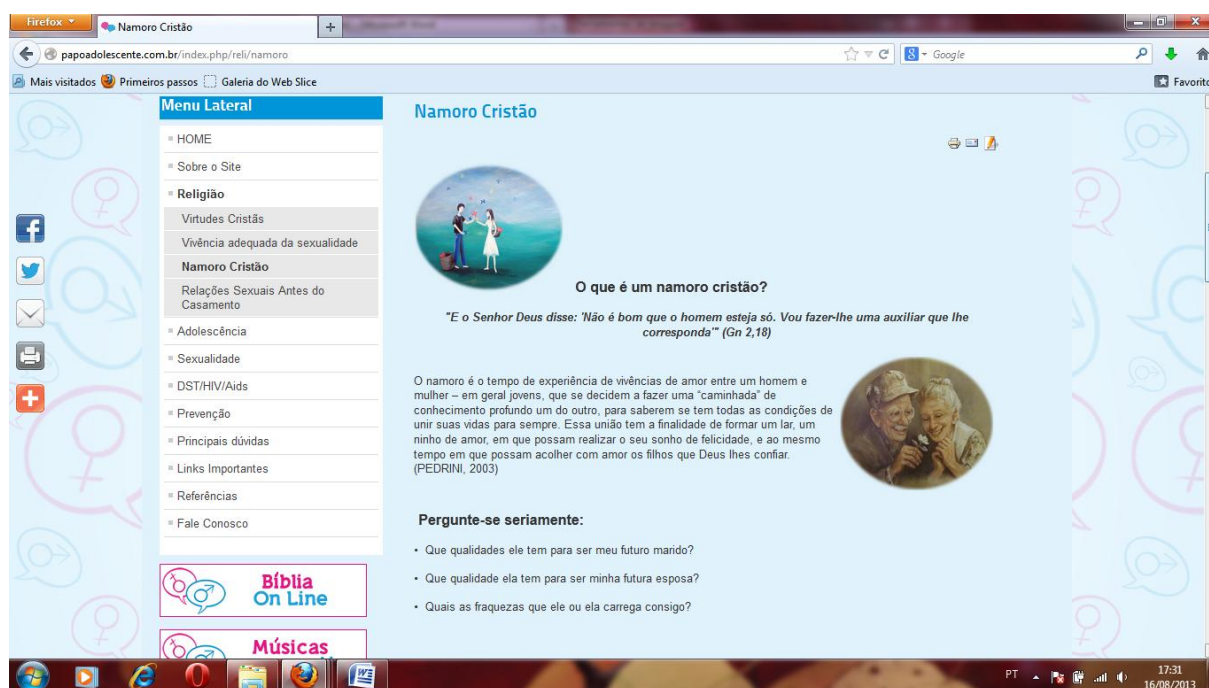 Firefox
Namoro Cristão
papoadolescente.com.br/index.php/reli/namoro
Google
Mais visitados
Primeiros passos
Galeria do Web Slice
Favorito
Menu Lateral
HOME
Sobre o Site
Religião
Virtudes Cristãs
Vivência adequada da sexualidade
Namoro Cristão
Relações Sexuais Antes do
Casamento
Adolescência
Sexualidade
DST/HIV/Aids
Prevenção
Principais dúvidas
Links Importantes
Referências
Fale Conosco
Bíblia
On Line
Músicas
Namoro Cristão
O que é um namoro cristão?
"E o Senhor Deus disse: 'Não é bom que o homem esteja só. Vou fazer-lhe uma auxiliar que lhe
corresponda'" (Gn 2,18)
O namoro é o tempo de experiência de vivências de amor entre um homem e
mulher – em geral jovens, que se decidem a fazer uma "caminhada" de
conhecimento profundo um do outro, para saberem se tem todas as condições de
unir suas vidas para sempre. Essa união tem a finalidade de formar um lar, um
ninho de amor, em que possam realizar o seu sonho de felicidade, e ao mesmo
tempo em que possam acolher com amor os filhos que Deus lhes confiar.
(PEDRINI, 2003)
Pergunte-se seriamente:
• Que qualidades ele tem para ser meu futuro marido?
• Que qualidade ela tem para ser minha futura esposa?
• Quais as fraquezas que ele ou ela carrega consigo?
PT
17:31
16/08/2013